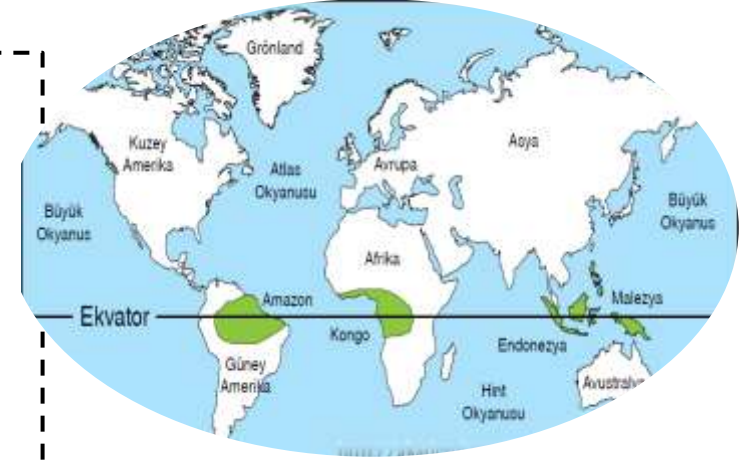 Grönland
Kuzey
Amerika
Atlas
Okyanusu
Avrupa
Asya
Büyük
Okyanus
Büyük
Okyanus
Afrika
Amazon
Malezya
Ekvator
Kongo
Endonezya
Güney
Amerika
Hint
Okyanusu
Avustralya